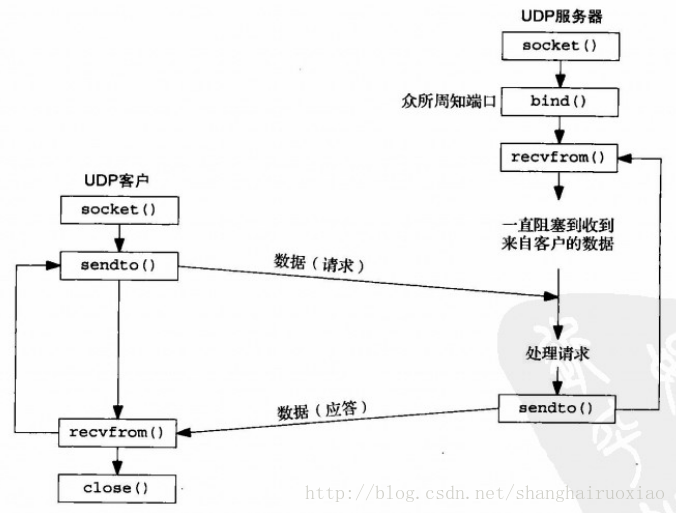 UDP服务器
socket()
众所周知端口
bind()
recvfrom()
UDP客户
socket()
一直阻塞到收到
来自客户的数据
sendto()
数据（请求）
处理请求
数据（应答）
sendto()
recvfrom()
close()
http://blog.csdn.net/shanghairuoxiao